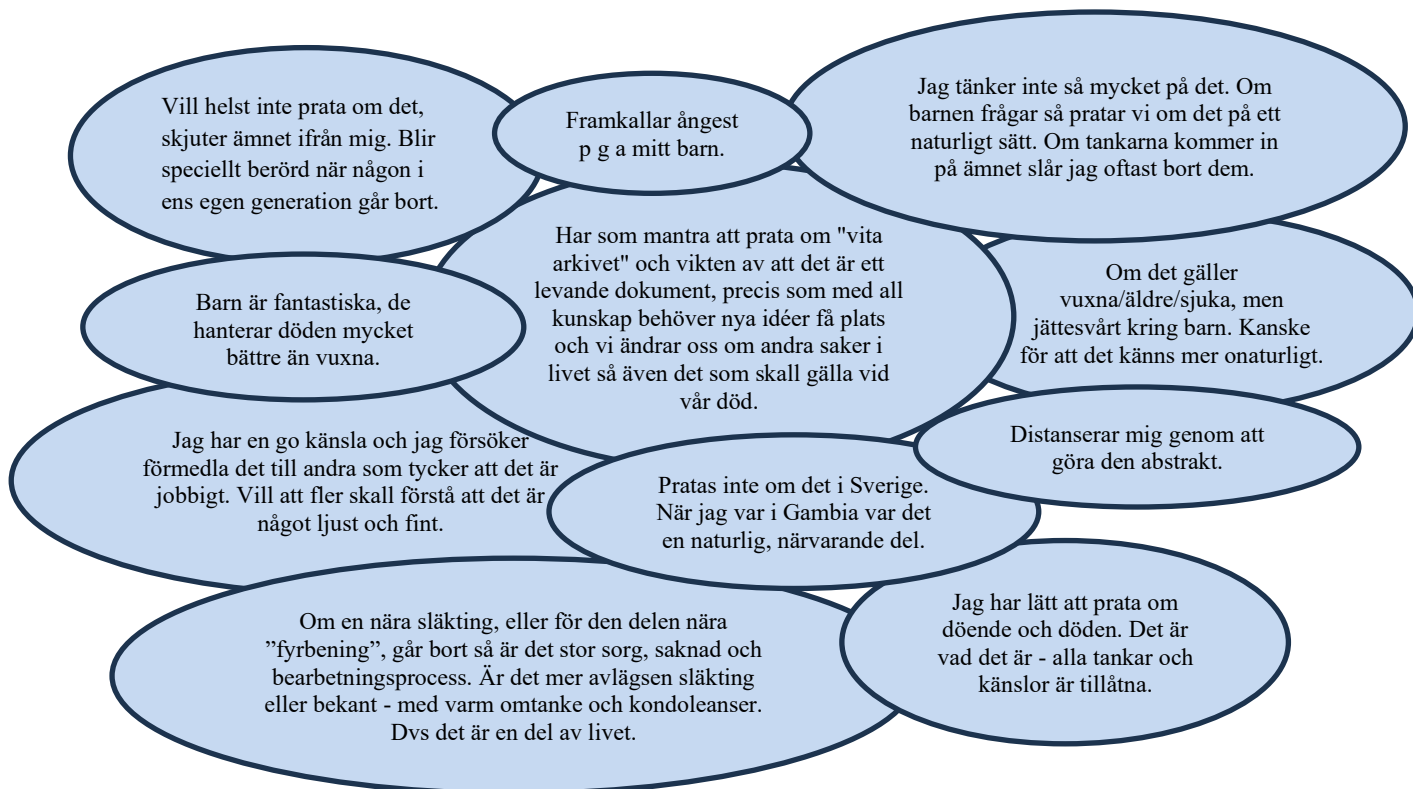 Vill helst inte prata om det,
skjuter ämnet ifrån mig. Blir
speciellt berörd när någon i
ens egen generation går bort.
Framkallar ångest
p g a mitt barn.
Jag tänker inte så mycket på det. Om
barnen frågar så pratar vi om det på ett
naturligt sätt. Om tankarna kommer in
på ämnet slår jag oftast bort dem.
Barn är fantastiska, de
hanterar döden mycket
bättre än vuxna.
Har som mantra att prata om "vita
arkivet" och vikten av att det är ett
levande dokument, precis som med all
kunskap behöver nya idéer få plats
och vi ändrar oss om andra saker i
livet så även det som skall gälla vid
vår död.
Om det gäller
vuxna/äldre/sjuka, men
jättesvårt kring barn. Kanske
för att det känns mer onaturligt.
Jag har en go känsla och jag försöker
förmedla det till andra som tycker att det är
jobbigt. Vill att fler skall förstå att det är
något ljust och fint.
Pratas inte om det i Sverige.
När jag var i Gambia var det
en naturlig, närvarande del.
Distanserar mig genom att
göra den abstrakt.
Om en nära släkting, eller för den delen nära
”fyrbening”, går bort så är det stor sorg, saknad och
bearbetningsprocess. Är det mer avlägsen släkting
eller bekant - med varm omtanke och kondoleanser.
Dvs det är en del av livet.
Jag har lätt att prata om
döende och döden. Det är
vad det är - alla tankar och
känslor är tillåtna.